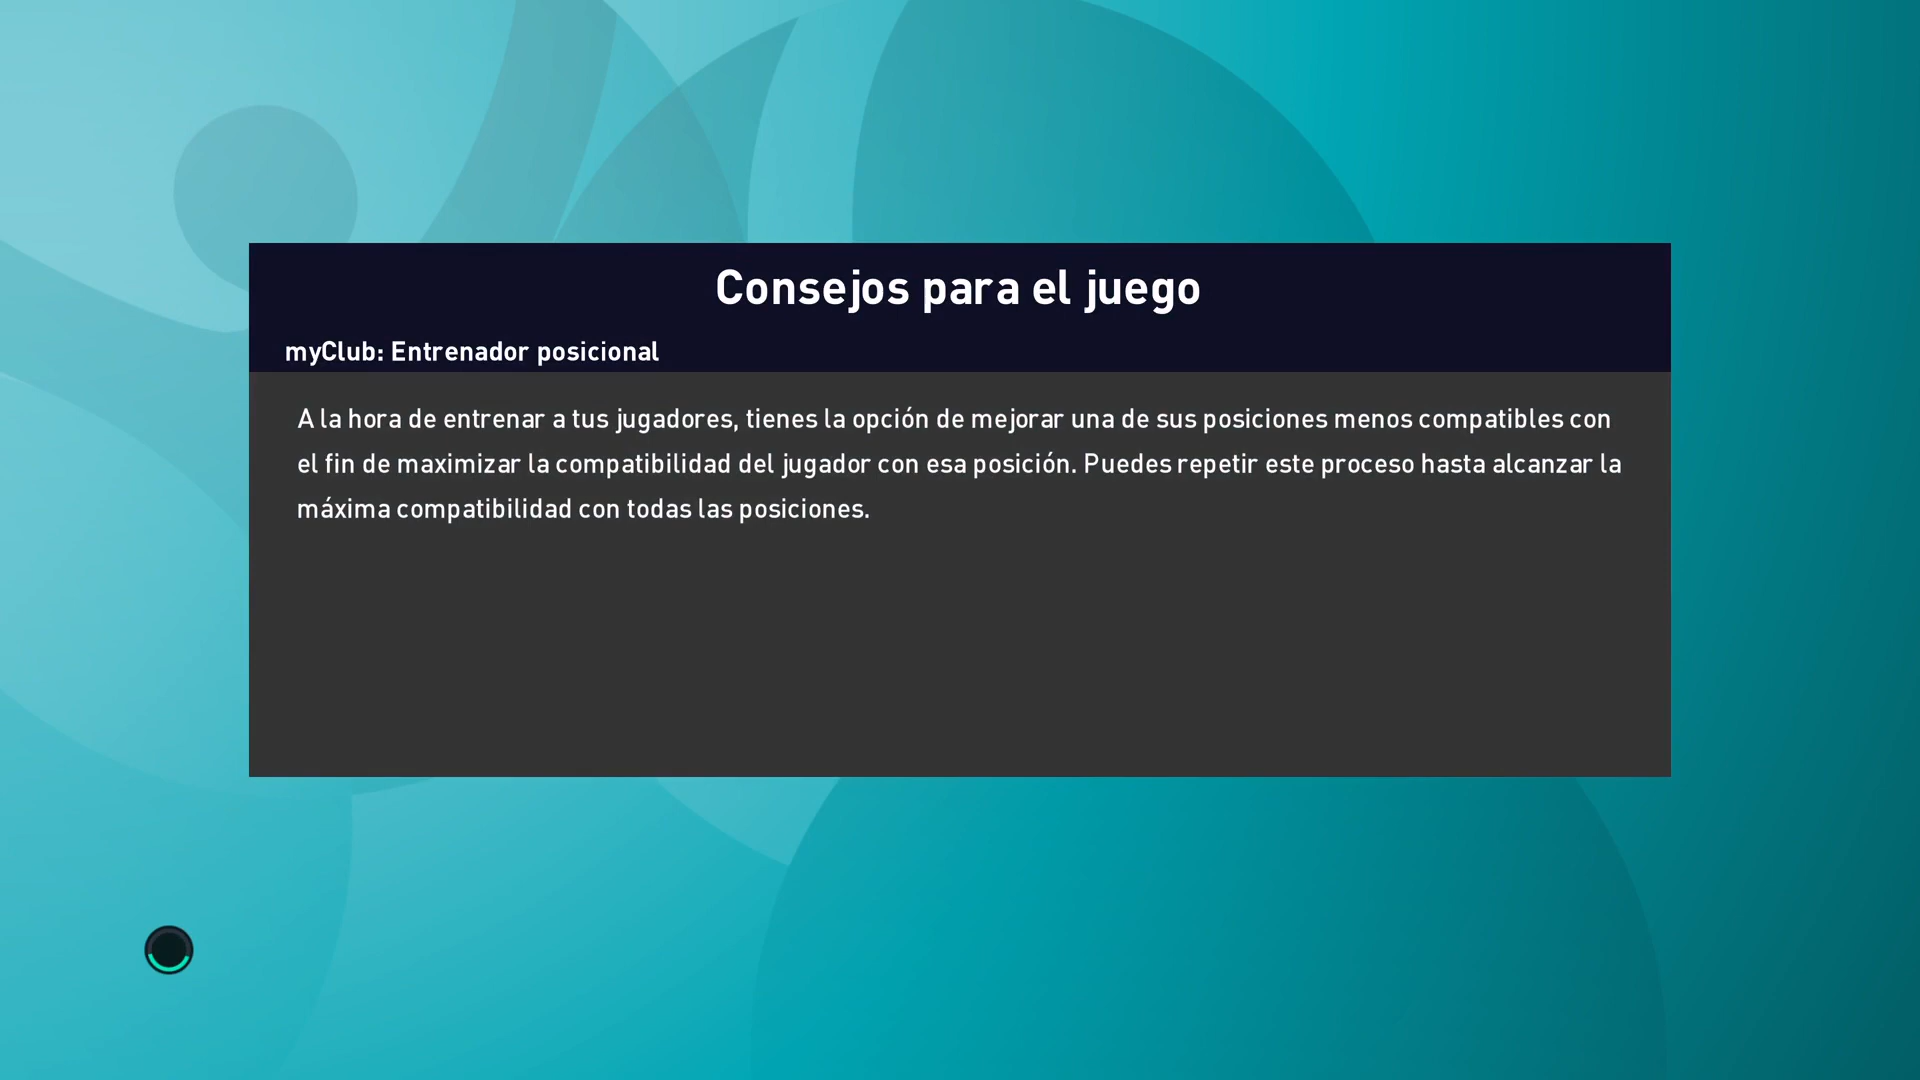 Consejos para el juego
myClub: Entrenador posicional
A la hora de entrenar a tus jugadores, tienes la opción de mejorar una de sus posiciones menos compatibles con
el fin de maximizar la compatibilidad del jugador con esa posición. Puedes repetir este proceso hasta alcanzar la
máxima compatibilidad con todas las posiciones.